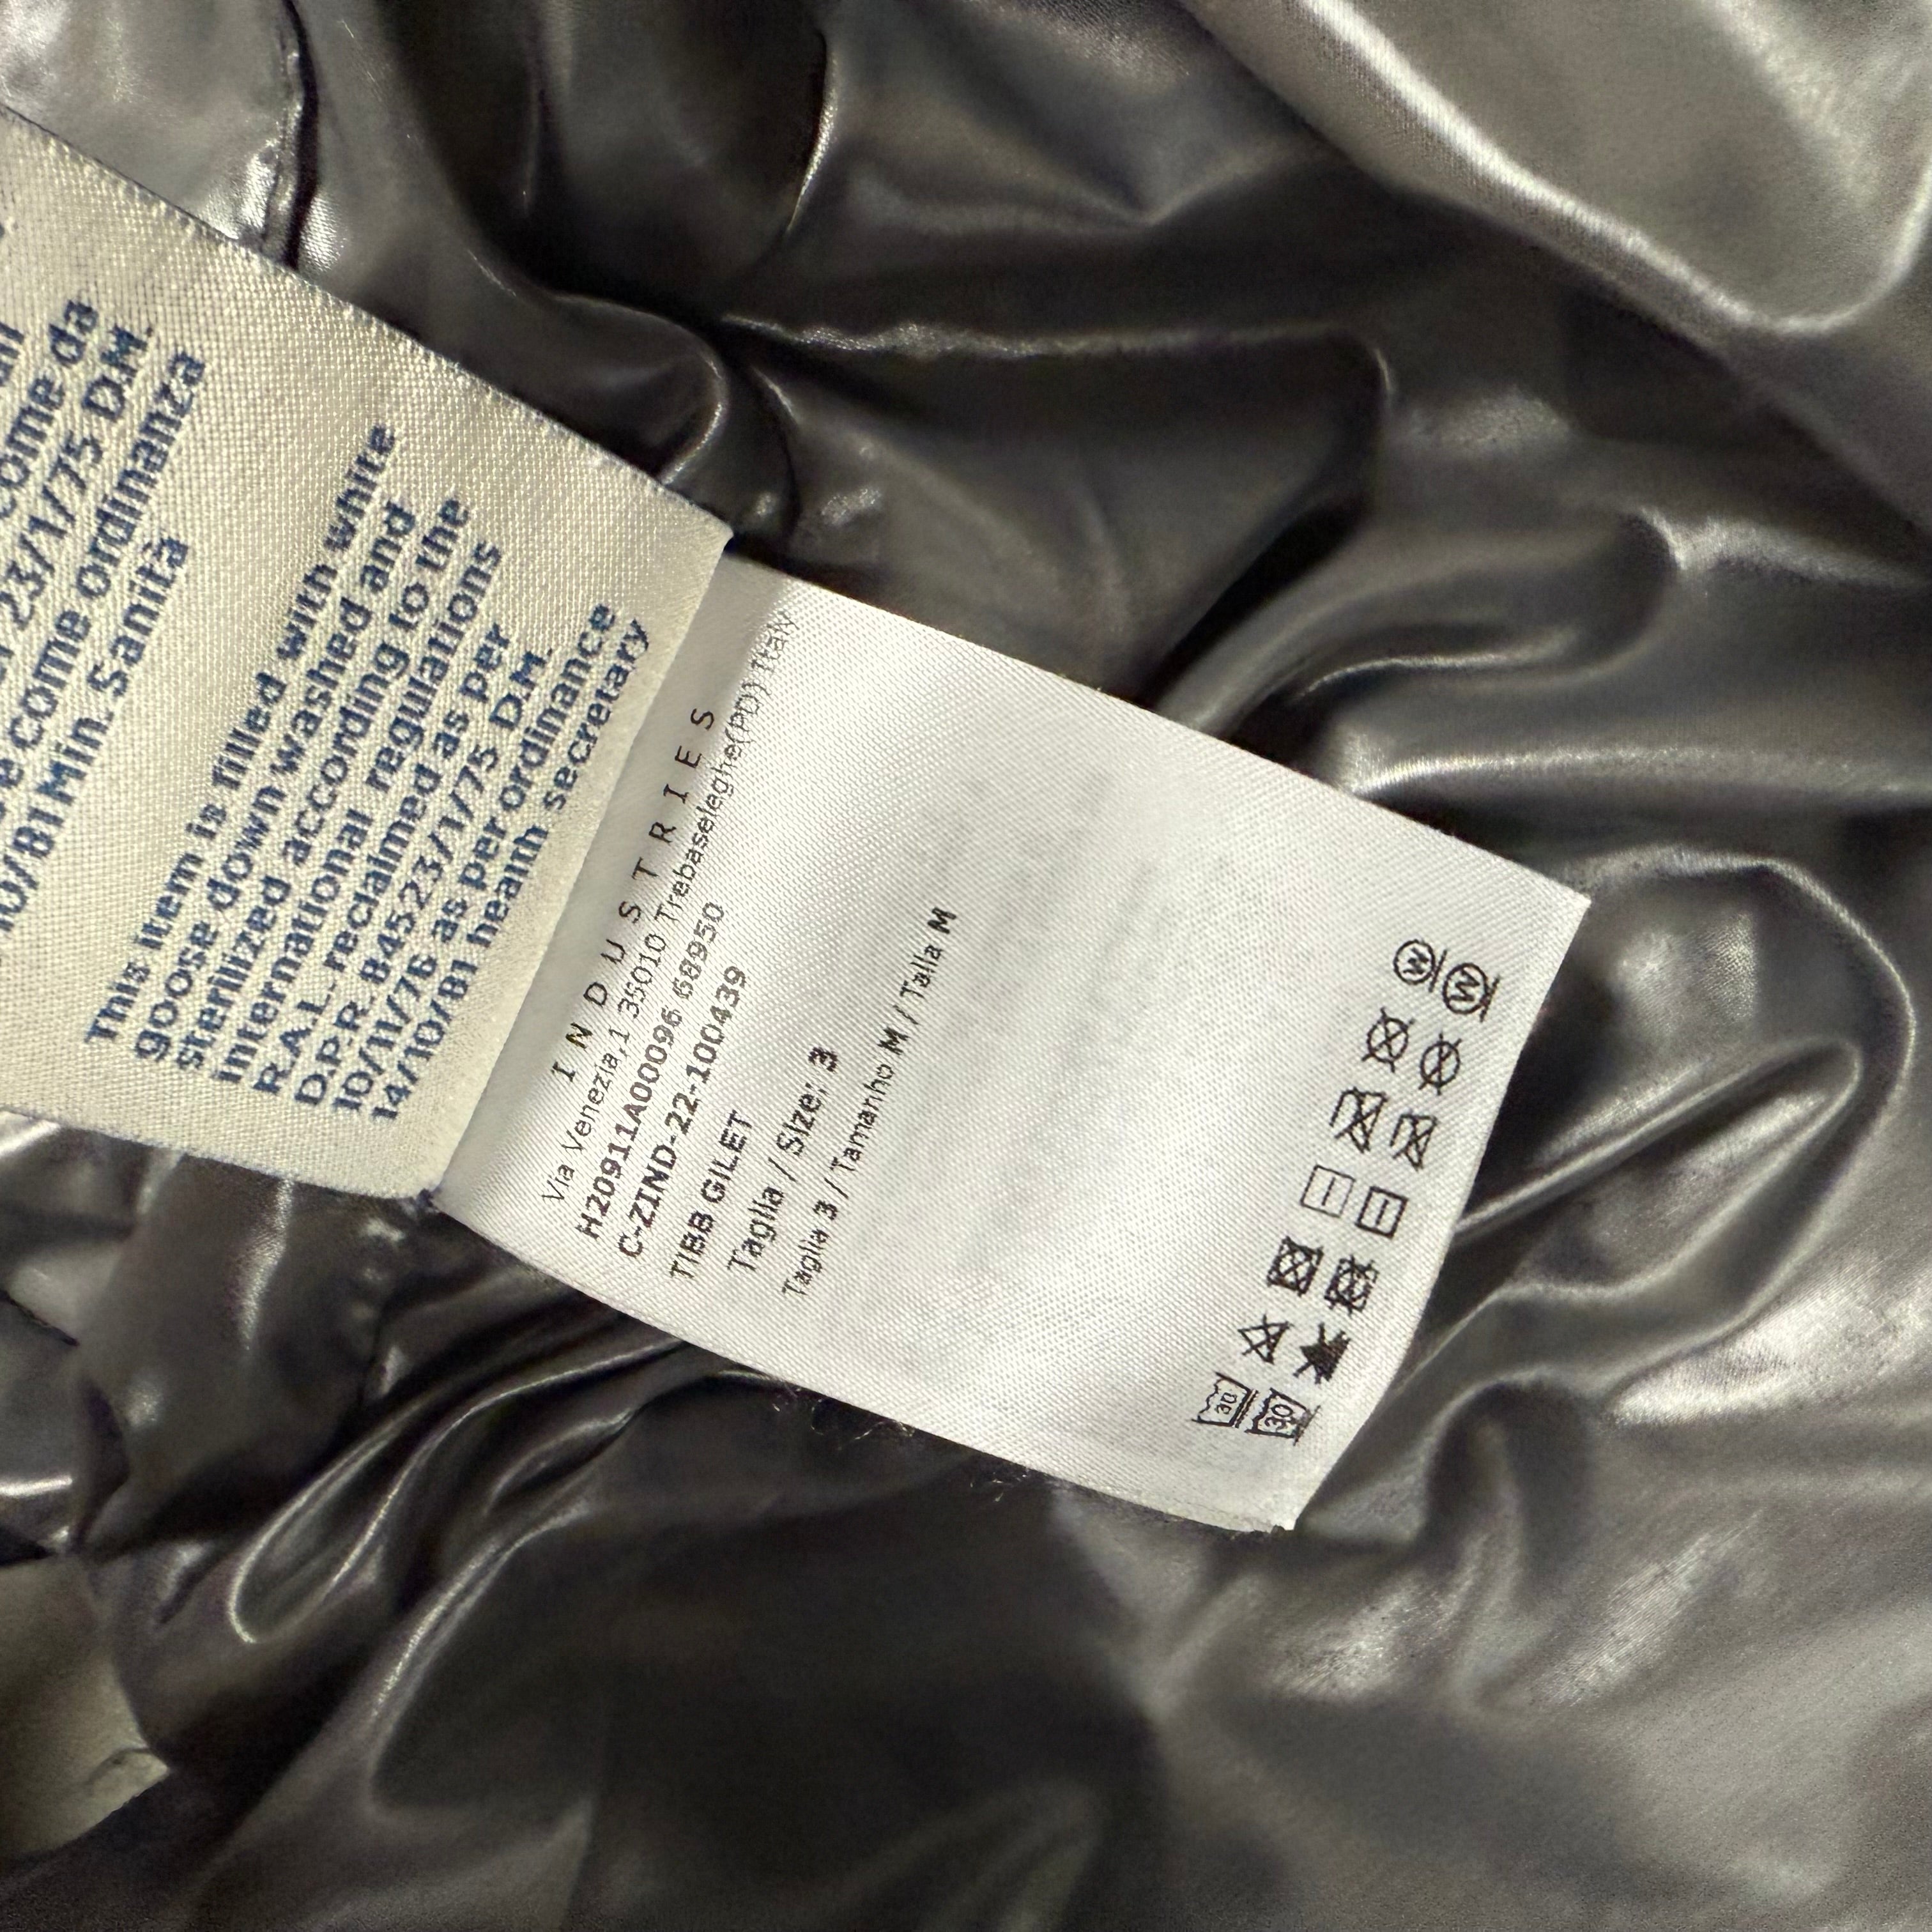 come da
23/1/75 D.M.
come ordinanza
10/81 Min. Sanità
This item is filled with white
goose down washed and
sterilized according to the
international regulations
R.A.L. reclaimed as per
D.P.R. 84523/1/75 D.M.
10/11/76 as per ordinance
14/10/81 healh secretary
INDUSTRIES
Via Venezia,1 35010 Trebaseleghe(PD) Italy
H20911A00096 68950
C-ZIND-22-100439
TIBB GILET
Taglia / Size: 3
Taglia 3 / Tamanho M / Talla M
W
W
30
30